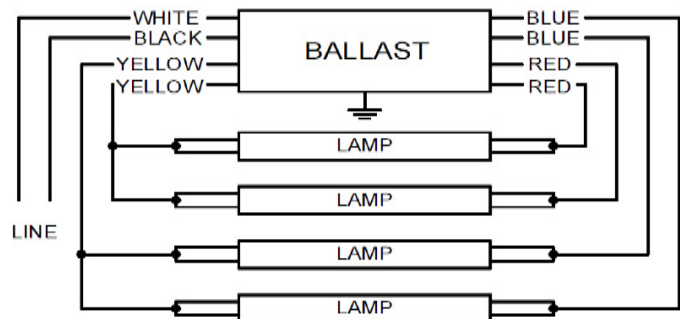 WHITE
BLACK
YELLOW
YELLOW
BALLAST
BLUE
BLUE
RED
RED
LAMP
LAMP
LINE
LAMP
LAMP